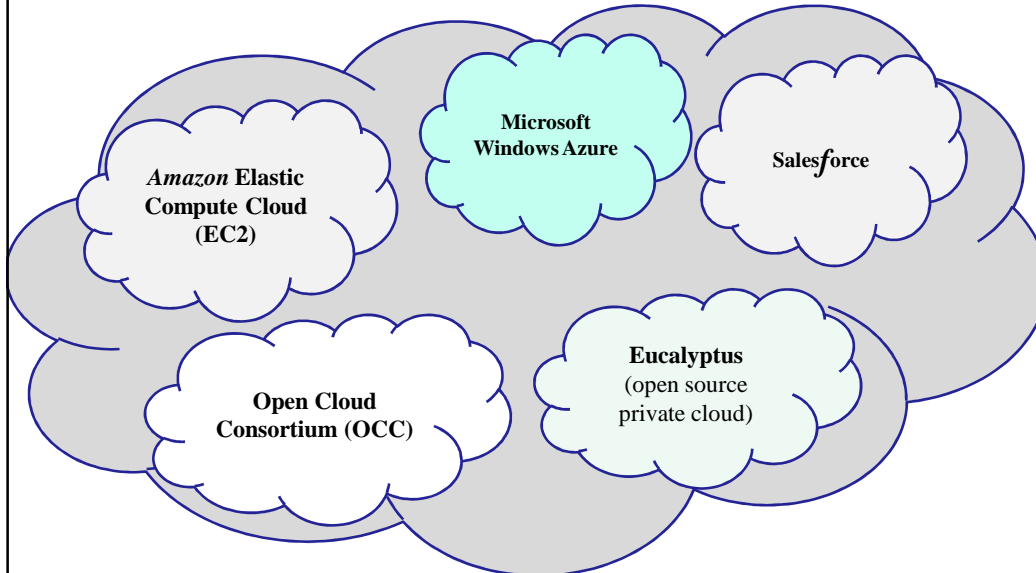 Microsoft
Windows Azure
Salesforce
Amazon Elastic
Compute Cloud
(EC2)
Eucalyptus
(open source
private cloud)
Open Cloud
Consortium (OCC)